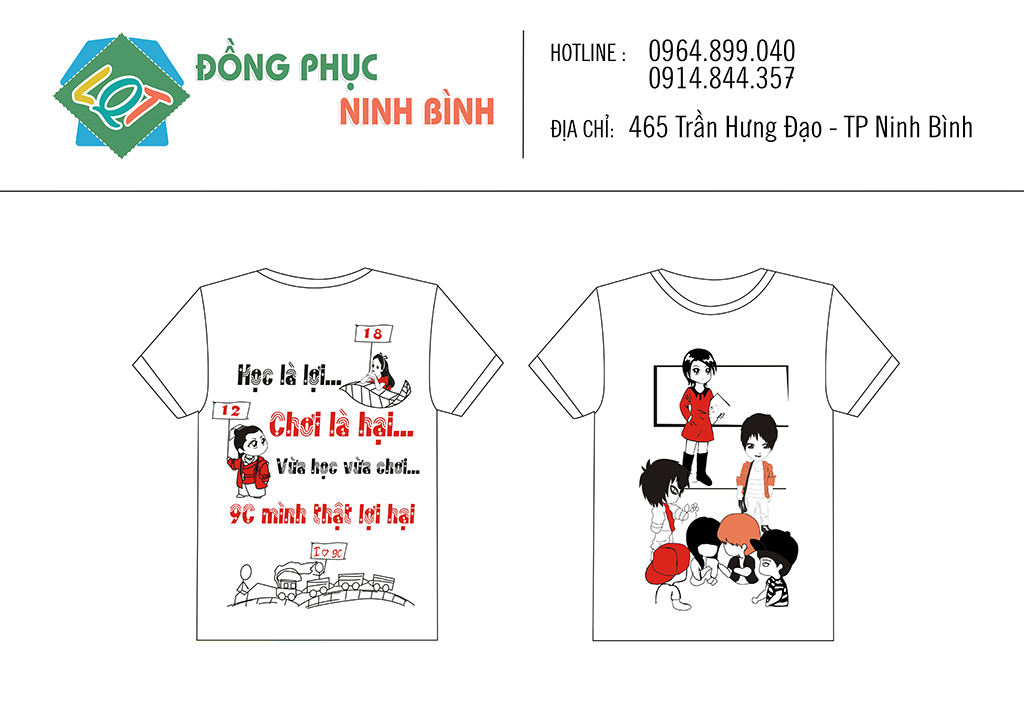 LQT
ĐỒNG PHỤC
NINH BÌNH
HOTLINE : 0964.899.040
0914.844.357
ĐỊA CHỈ: 465 Trần Hưng Đạo - TP Ninh Bình
18
Học là lợi...
12
Chơi là hại...
Vừa học vừa chơi...
9C mình thật lợi hại
I ♡ 9C